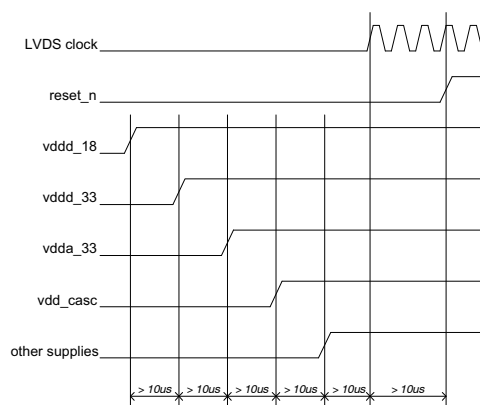 LVDS clock
reset_n
vddd_18
vddd_33
vdda_33
vdd_casc
other supplies
> 10us > 10us > 10us > 10us > 10us > 10us